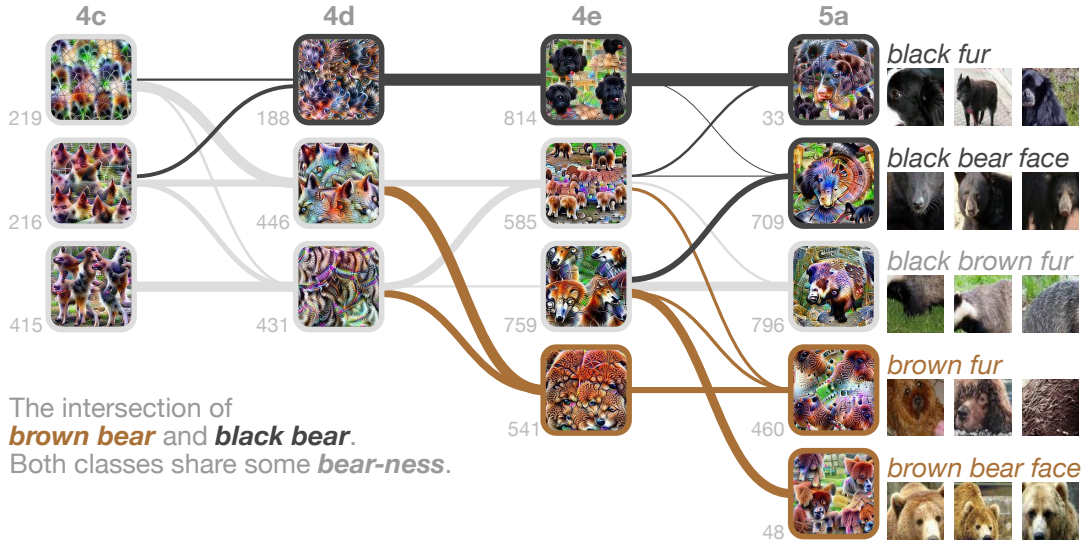 4c 4d 4e 5a
black fur
219 188 814 33
black bear face
216 446 585 709
black brown fur
415 431 759 796
brown fur
The intersection of
brown bear and black bear.
Both classes share some bear-ness.
541 460
brown bear face
48